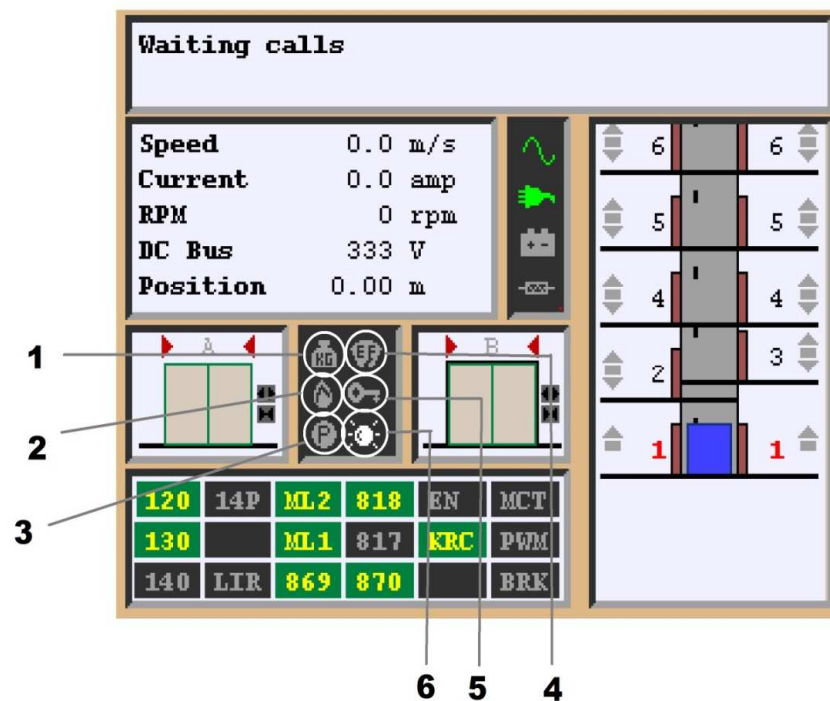 Waiting calls
Speed 0.0 m/s
Current 0.0 amp
RPM 0 rpm
DC Bus 333 V
Position 0.00 m
6 6
5 5
4 4
3
2
1 1
A
B
KG EF
P
120 14P ML2 818 EN MCT
130 ML1 817 KRC PWM
140 LIR 869 870 BRK
1
2
3
6 5 4